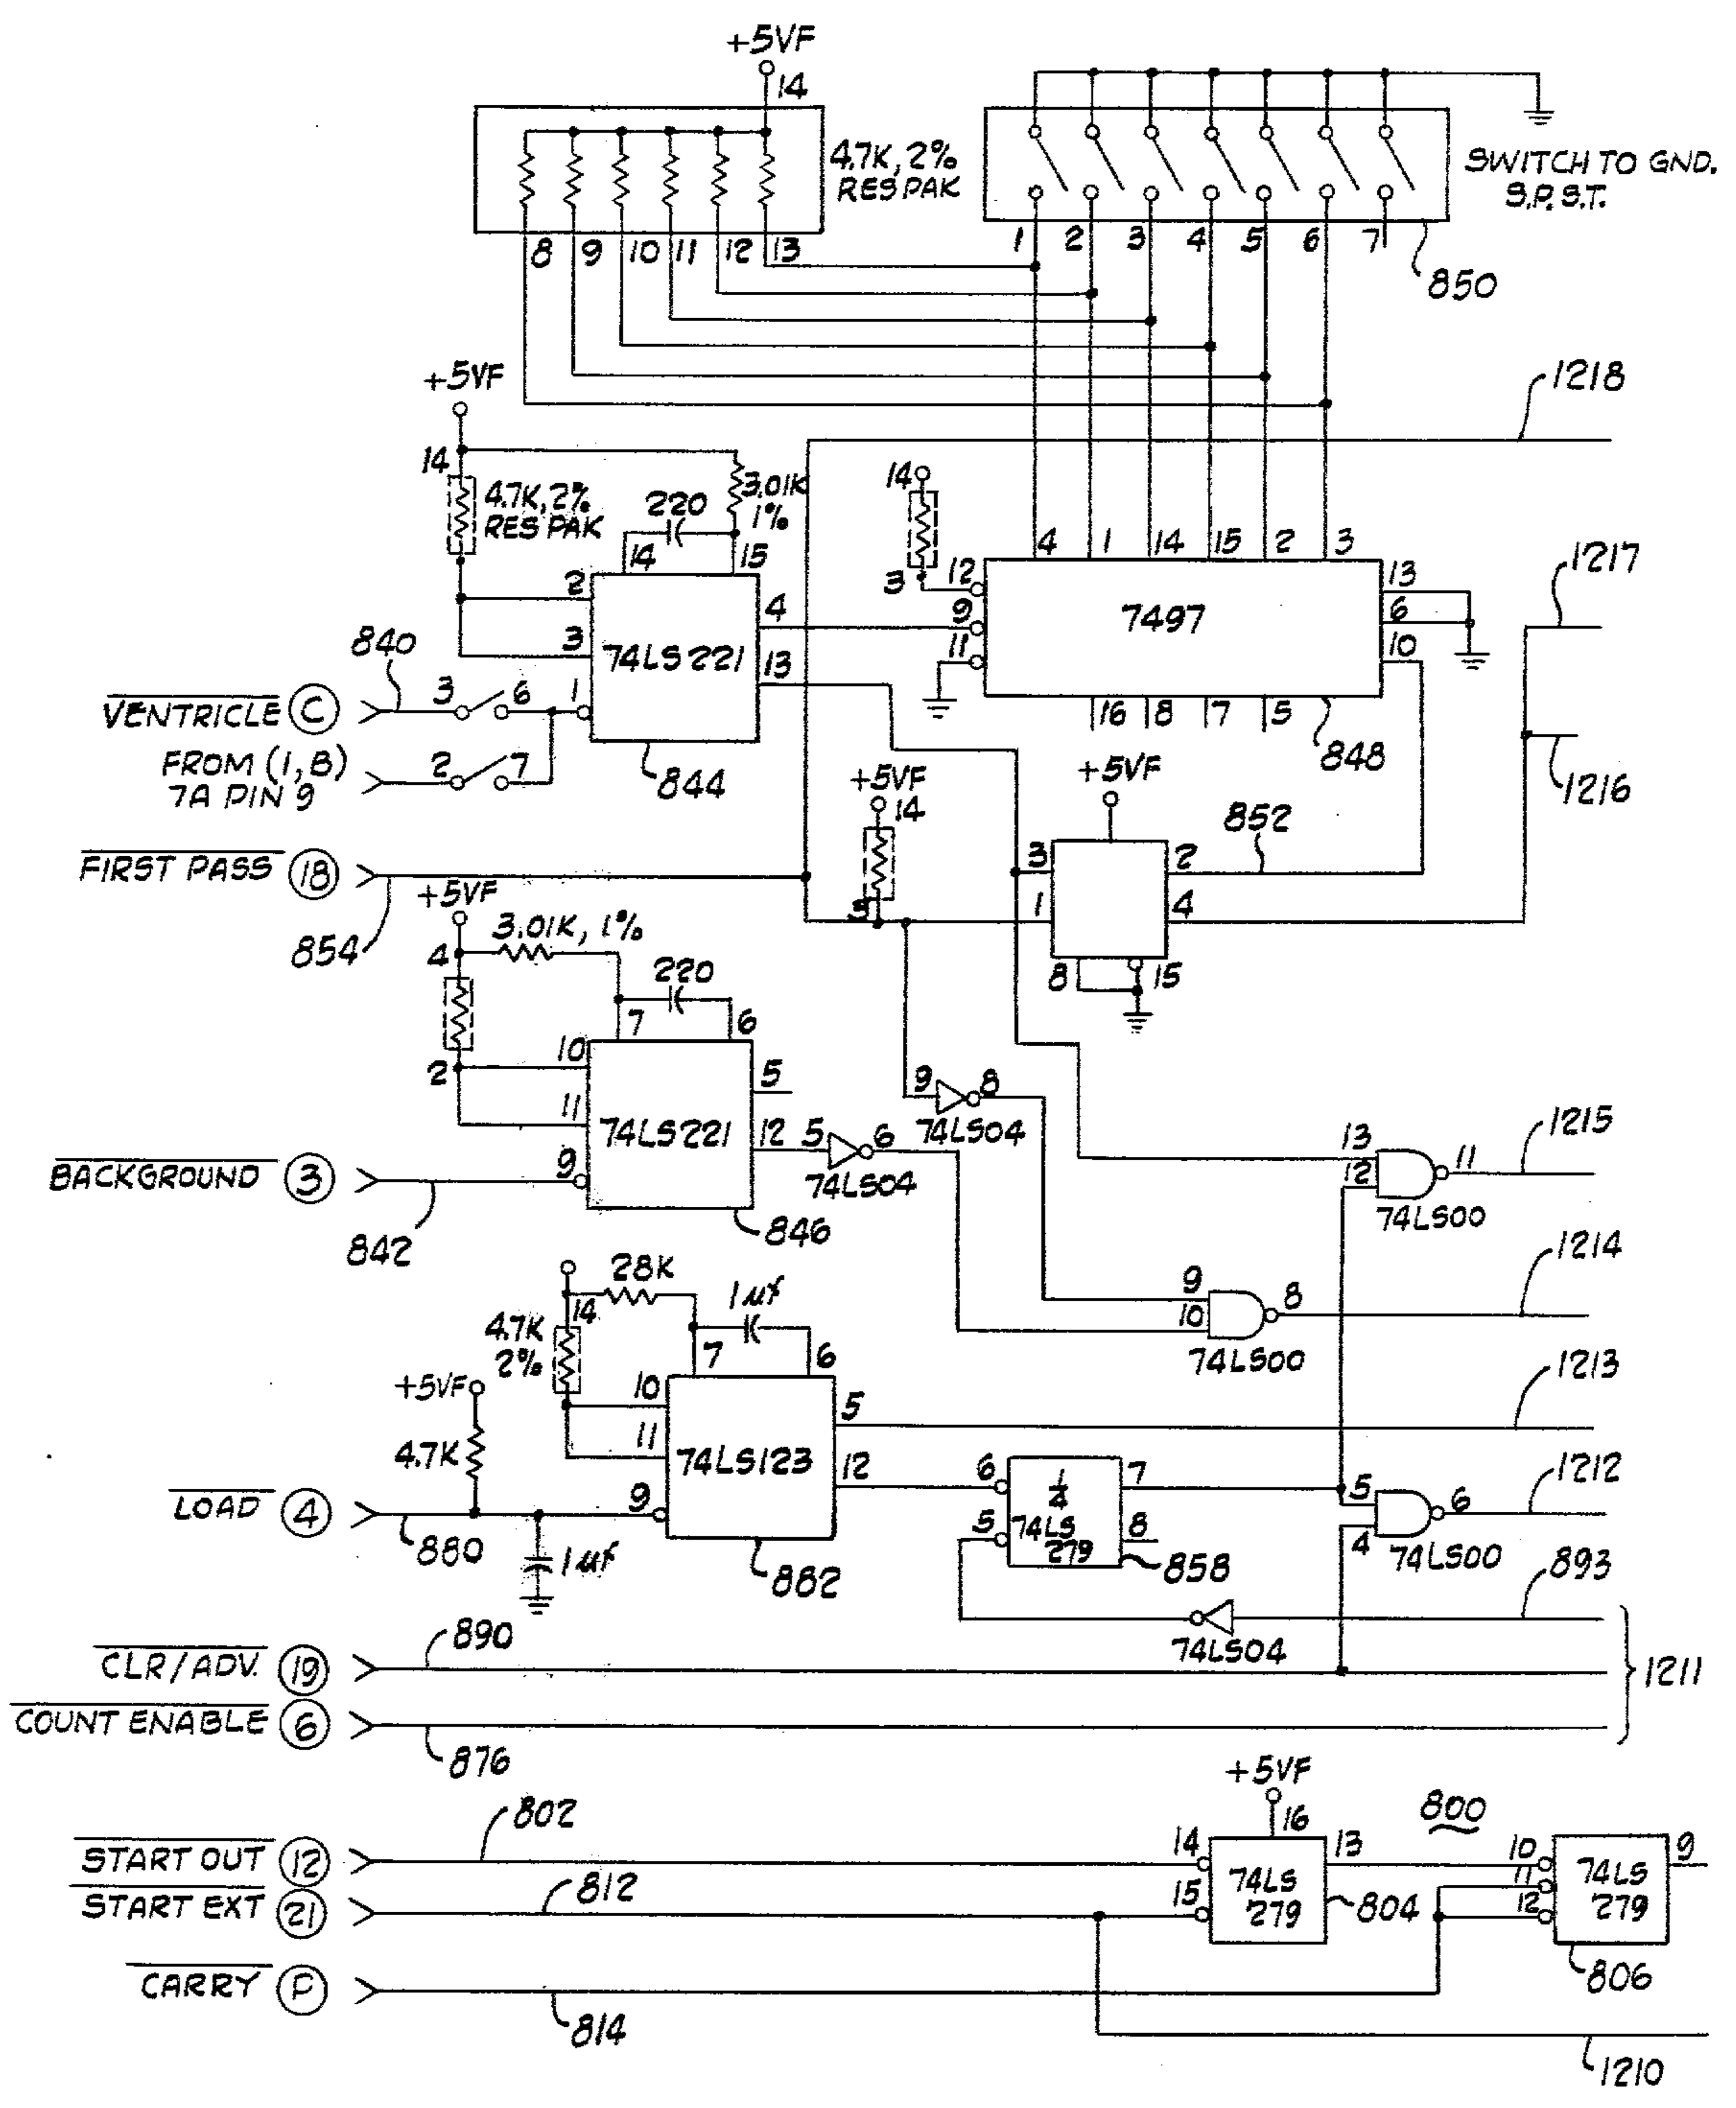 +5VF
14
4.7K, 2%
RES PAK
8 9 10 11 12 13
SWITCH TO GND.
S.P.S.T.
1 2 3 4 5 6 7
850
+5VF
1218
14
4.7K, 2%
RES PAK
220
3.01K
1%
14
14 15
3
4 1 14 15 2 3
12
9
11
7497
13
6
10
1217
2
3
74LS221
4
13
840
VENTRICLE C
3 6
1
FROM (1, B)
7A PIN 9
2 7
844
16 8 7 5
848
1216
+5VF
14
+5VF
852
FIRST PASS 18
854
3
3
1
2
4
8 15
+5VF
4
3.01K, 1%
220
7 6
2
10
11
74LS221
5
12
5 6
74LS04
9 8
74LS04
BACKGROUND 3
842
9
846
13
12
11
74LS00
1215
9
10
8
74LS00
1214
28K
14
1 µf
4.7K
2%
7 6
+5VF
4.7K
10
11
74LS123
5
12
1213
LOAD 4
880
9
1 µf
882
6
5
1/4
74LS
279
7
8
858
5
4
6
74LS00
1212
893
74LS04
CLR/ADV. 19
890
1211
COUNT ENABLE 6
876
+5VF
16
800
START OUT 12
802
14
13
10
9
START EXT 21
812
15
74LS
279
804
11
12
74LS
279
806
CARRY P
814
1210